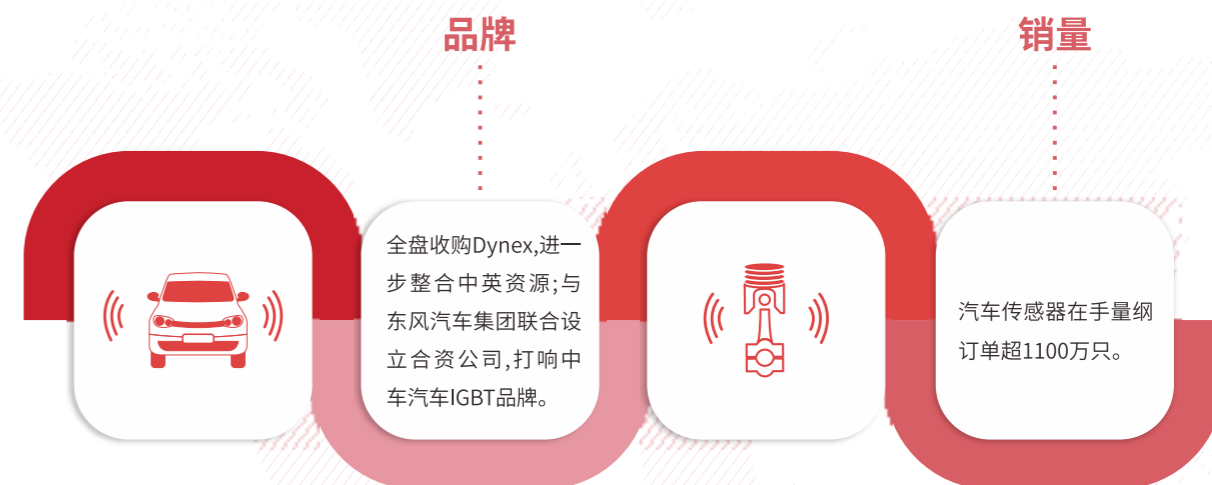 品牌
全盘收购Dynex,进一
步整合中英资源;与
东风汽车集团联合设
立合资公司,打响中
车汽车IGBT品牌。
销量
汽车传感器在手量纲
订单超1100万只。